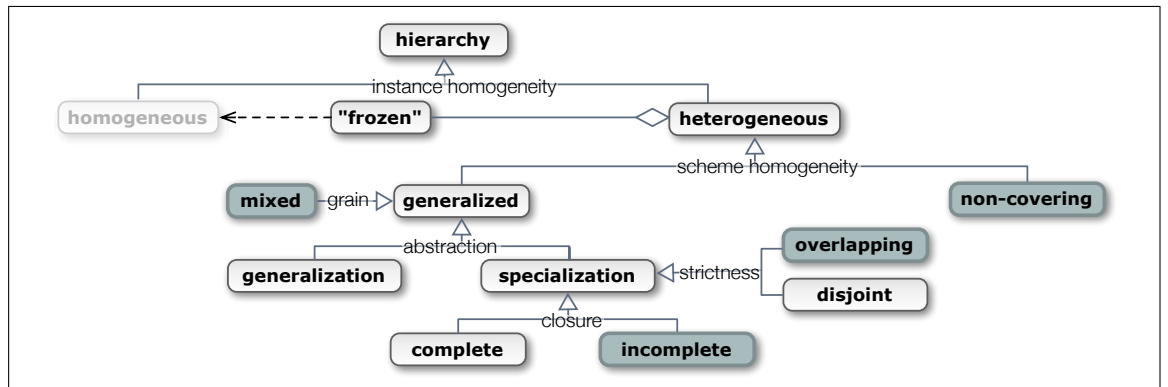 hierarchy
instance homogeneity
homogeneous
"frozen"
heterogeneous
scheme homogeneity
mixed
grain
generalized
non-covering
abstraction
overlapping
generalization
specialization
strictness
disjoint
closure
complete
incomplete